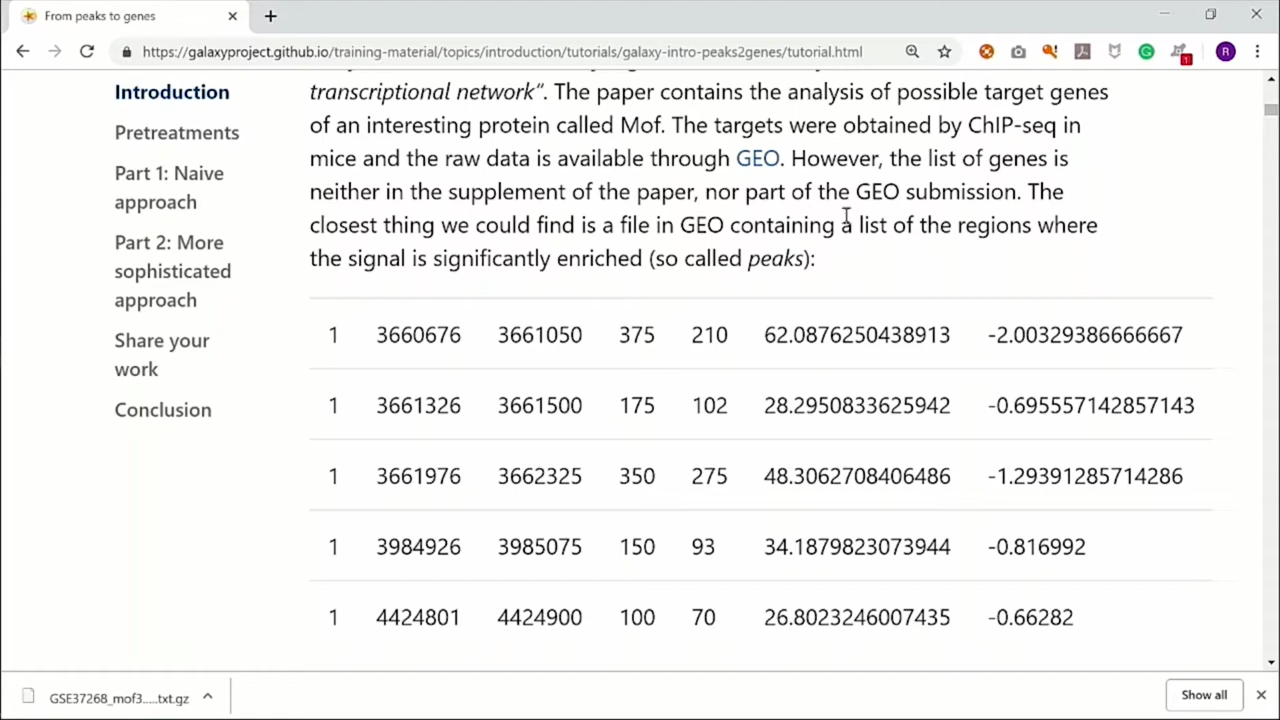 From peaks to genes
https://galaxyproject.github.io/training-material/topics/introduction/tutorials/galaxy-intro-peaks2genes/tutorial.html
1
R
Introduction
Pretreatments
Part 1: Naive
approach
Part 2: More
sophisticated
approach
Share your
work
Conclusion
transcriptional network“. The paper contains the analysis of possible target genes
of an interesting protein called Mof. The targets were obtained by ChIP-seq in
mice and the raw data is available through GEO. However, the list of genes is
neither in the supplement of the paper, nor part of the GEO submission. The
closest thing we could find is a file in GEO containing a list of the regions where
the signal is significantly enriched (so called peaks):
1 3660676 3661050 375 210 62.0876250438913 -2.00329386666667
1 3661326 3661500 175 102 28.2950833625942 -0.695557142857143
1 3661976 3662325 350 275 48.3062708406486 -1.29391285714286
1 3984926 3985075 150 93 34.1879823073944 -0.816992
1 4424801 4424900 100 70 26.8023246007435 -0.66282
GSE37268_mof3.....txt.gz
Show all